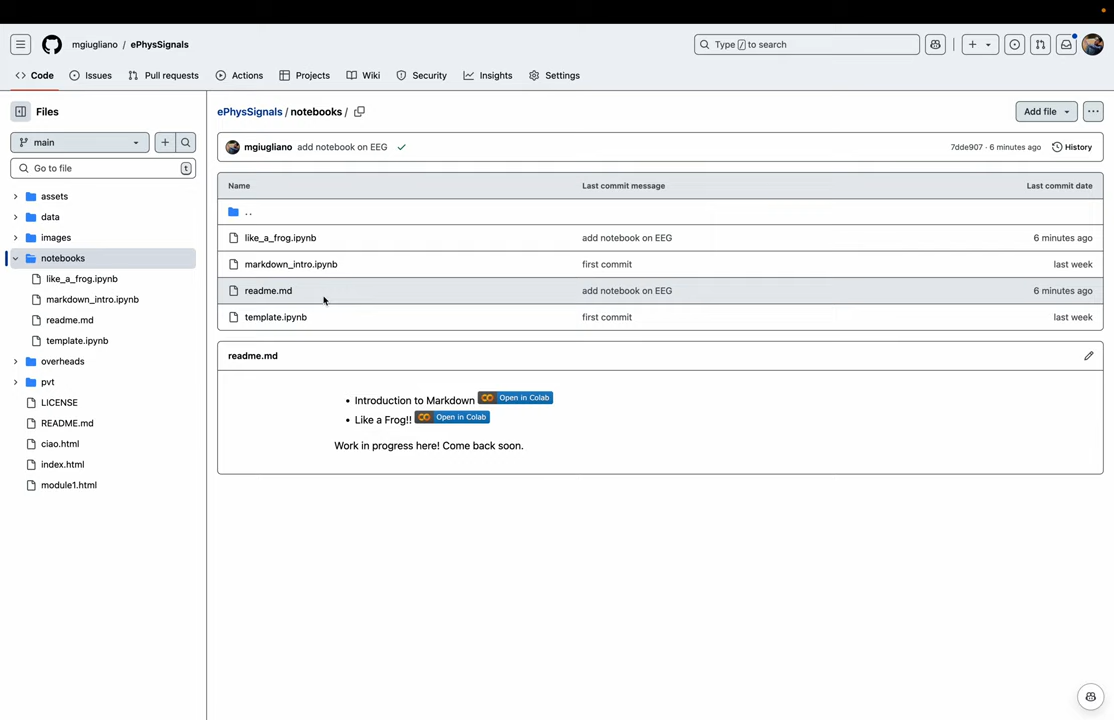 mgiugliano / ePhysSignals
Type / to search
Code Issues Pull requests Actions Projects Wiki Security Insights Settings
Files
main
Go to file t
assets
data
images
notebooks
like_a_frog.ipynb
markdown_intro.ipynb
readme.md
template.ipynb
overheads
pvt
LICENSE
README.md
ciao.html
index.html
module1.html
ePhysSignals / notebooks /
Add file
mgiugliano add notebook on EEG 7dde907 · 6 minutes ago History
Name Last commit message Last commit date
..
like_a_frog.ipynb add notebook on EEG 6 minutes ago
markdown_intro.ipynb first commit last week
readme.md add notebook on EEG 6 minutes ago
template.ipynb first commit last week
readme.md
• Introduction to Markdown Open in Colab
• Like a Frog!! Open in Colab
Work in progress here! Come back soon.